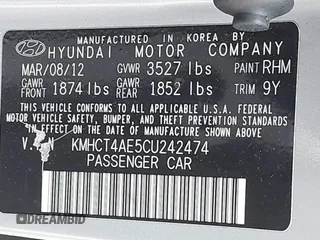 MANUFACTURED IN KOREA BY
HYUNDAI MOTOR COMPANY
MAR/08/12 GVWR 3527 lbs PAINT RHM
GAWR FRONT 1874 lbs GAWR REAR 1852 lbs TRIM 9Y
THIS VEHICLE CONFORMS TO ALL APPLICABLE U.S. FEDERAL
MOTOR VEHICLE SAFETY, BUMPER, AND THEFT PREVENTION
STANDARDS IN EFFECT ON THE DATE OF MANUFACTURE
SHOWN ABOVE.
V N KMHCT4AE5CU242474
PASSENGER CAR
DREAMBID